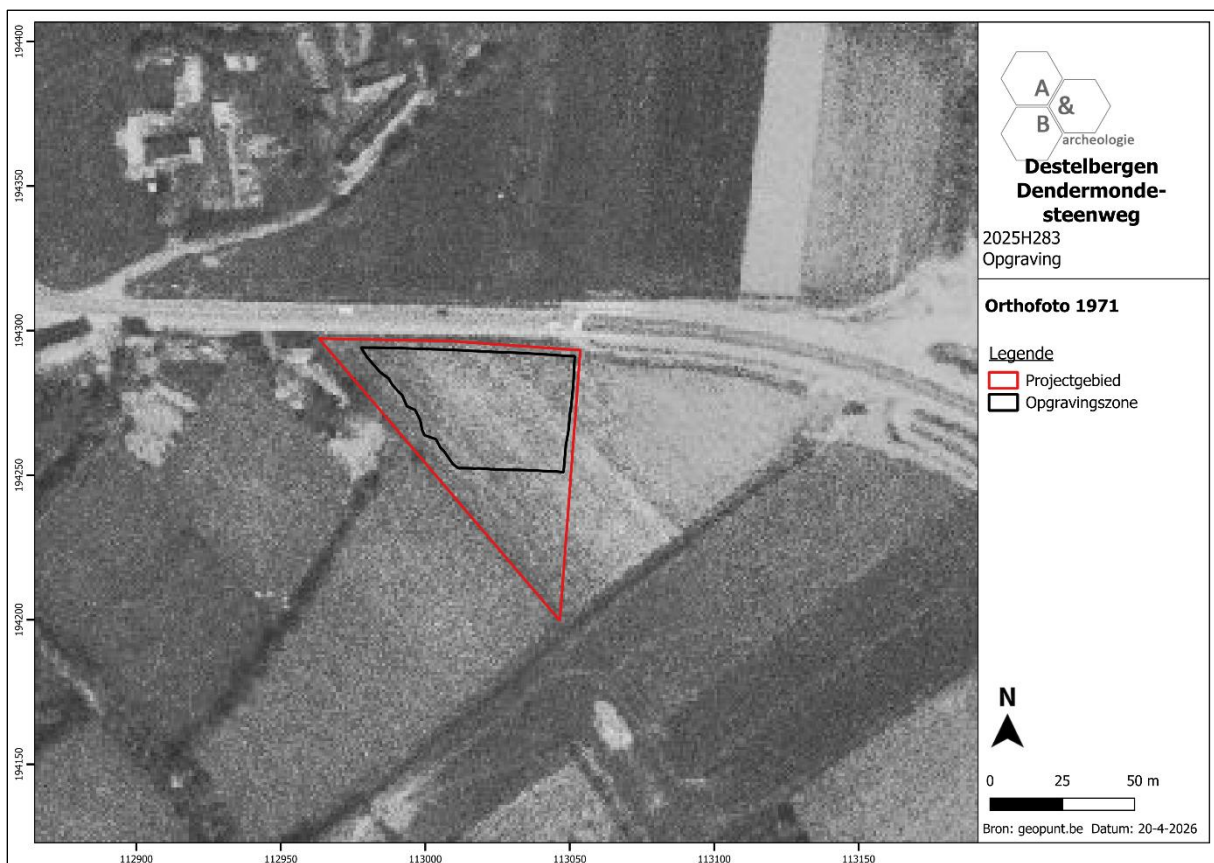 194400
194350
194300
194250
194200
194150
112900
112950
113000
113050
113100
113150
A
&
B
archeologie
Destelbergen
Dendermonde-
steenweg
2025H283
Opgraving
Orthofoto 1971
Legende
Projectgebied
Opgravingszone
N
0 25 50 m
Bron: geopunt.be Datum: 20-4-2026